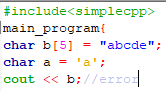 #include<simplecpp>
main_program{
char b[5] = "abcde";
char a = 'a';
cout << b;//error